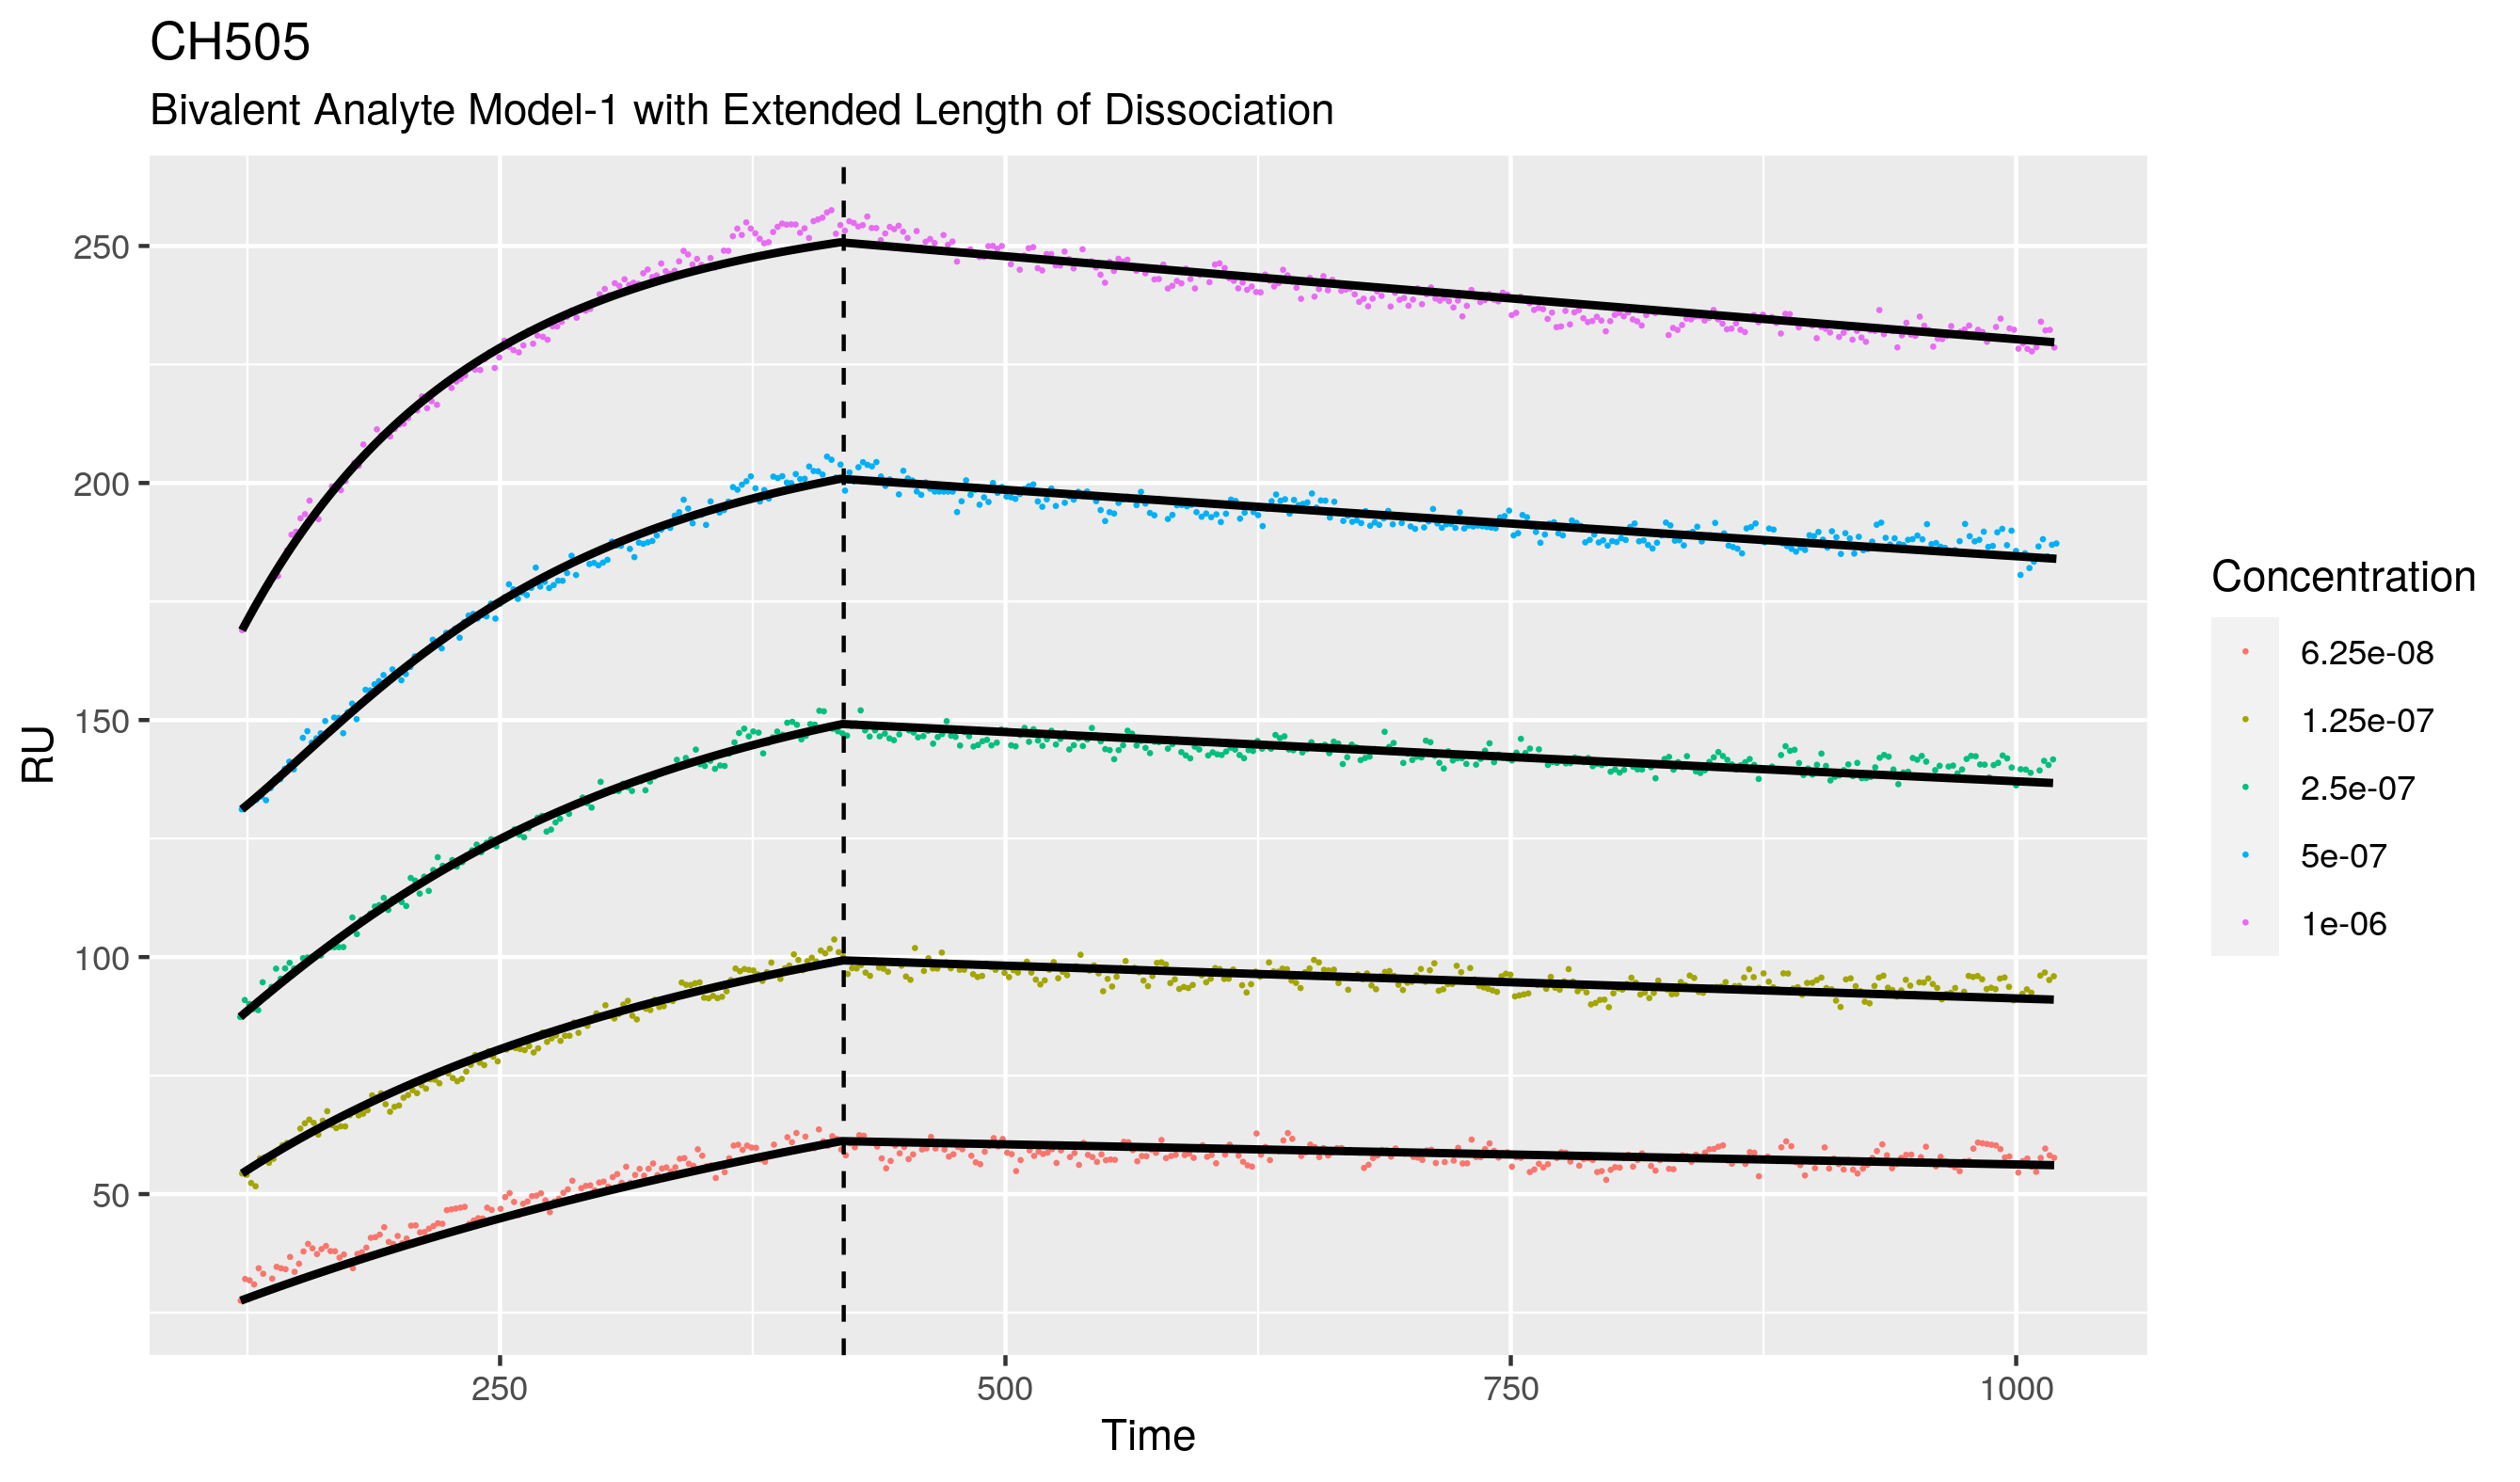 CH505
Bivalent Analyte Model-1 with Extended Length of Dissociation
250
200
150
100
50
RU
250
500
750
1000
Time
Concentration
6.25e-08
1.25e-07
2.5e-07
5e-07
1e-06